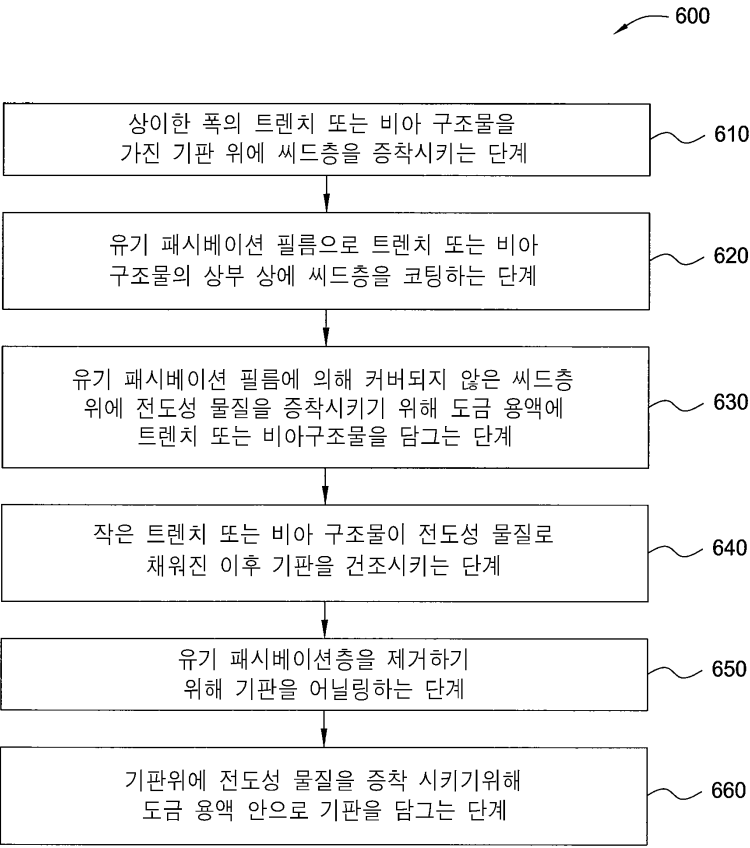 600
상이한 폭의 트렌치 또는 비아 구조물을
가진 기판 위에 씨드층을 증착시키는 단계
610
유기 패시베이션 필름으로 트렌치 또는 비아
구조물의 상부 상에 씨드층을 코팅하는 단계
620
유기 패시베이션 필름에 의해 커버되지 않은 씨드층
위에 전도성 물질을 증착시키기 위해 도금 용액에
트렌치 또는 비아구조물을 담그는 단계
630
작은 트렌치 또는 비아 구조물이 전도성 물질로
채워진 이후 기판을 건조시키는 단계
640
유기 패시베이션층을 제거하기
위해 기판을 어닐링하는 단계
650
기판위에 전도성 물질을 증착 시키기위해
도금 용액 안으로 기판을 담그는 단계
660